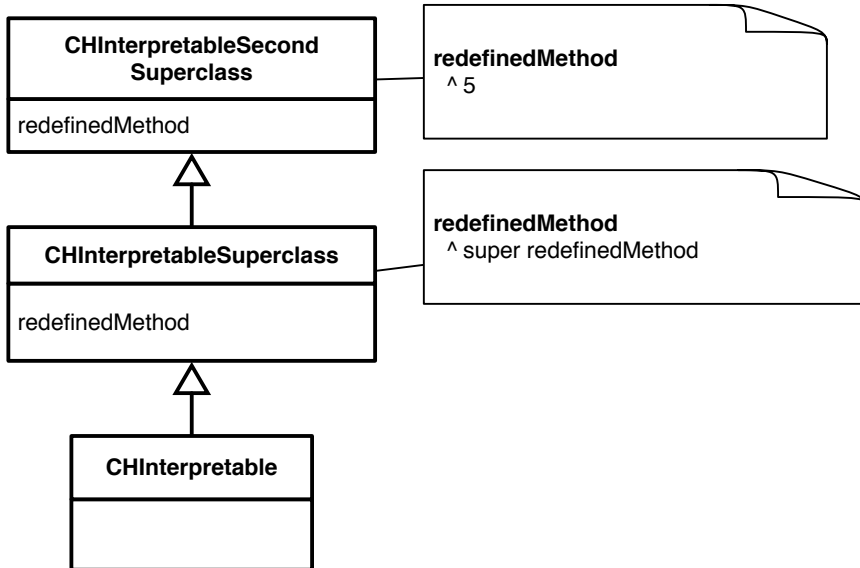 CHInterpretableSecond
Superclass
redefinedMethod
redefinedMethod
^ 5
CHInterpretableSuperclass
redefinedMethod
redefinedMethod
^ super redefinedMethod
CHInterpretable